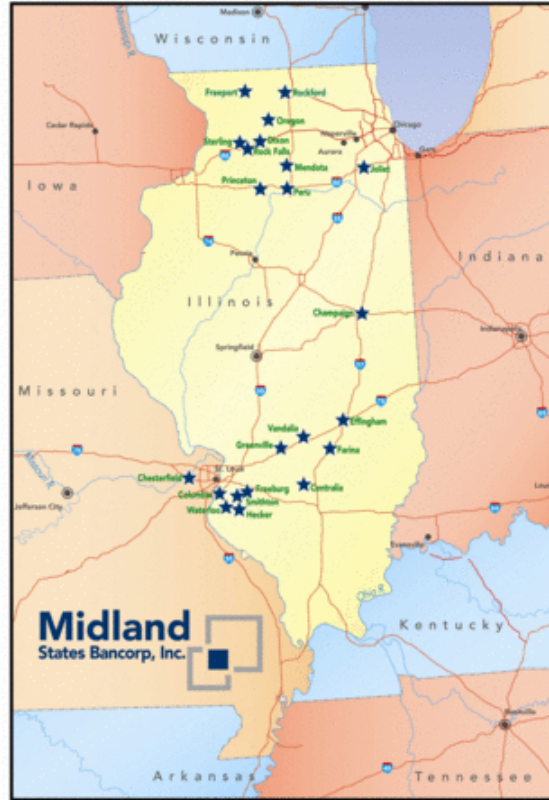 Madison
Mississippi R.
Wisconsin
Freeport
Rockford
Oregon
Cedar Rapids
Chicago
Naperville
Sterling
Dixon
Rock Falls
Aurora
Gary
Iowa
Mendota
Joliet
Princeton
Peru
Peoria
Indiana
Illinois
Champaign
Indianapolis
Springfield
Missouri
Effingham
Vandalia
Greenville
Farina
St. Louis
Chesterfield
Missouri R.
Jefferson City
Columbia
Freeburg
Centralia
Smithton
Waterloo
Hecker
Evansville
Ohio R.
Midland
States Bancorp, Inc.
Kentucky
Nashville
Arkansas
Tennessee